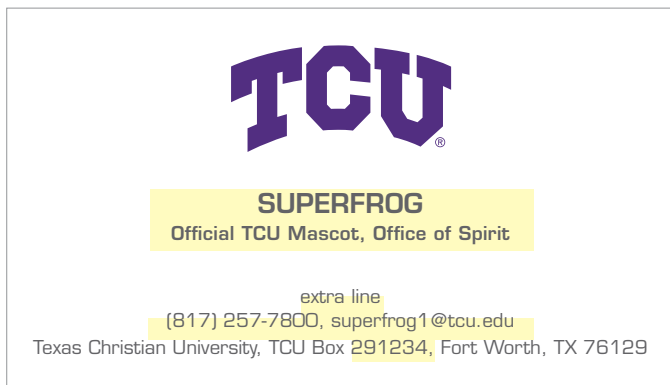 TCU®
SUPERFROG
Official TCU Mascot, Office of Spirit
extra line
(817) 257-7800, superfrog1@tcu.edu
Texas Christian University, TCU Box 291234, Fort Worth, TX 76129